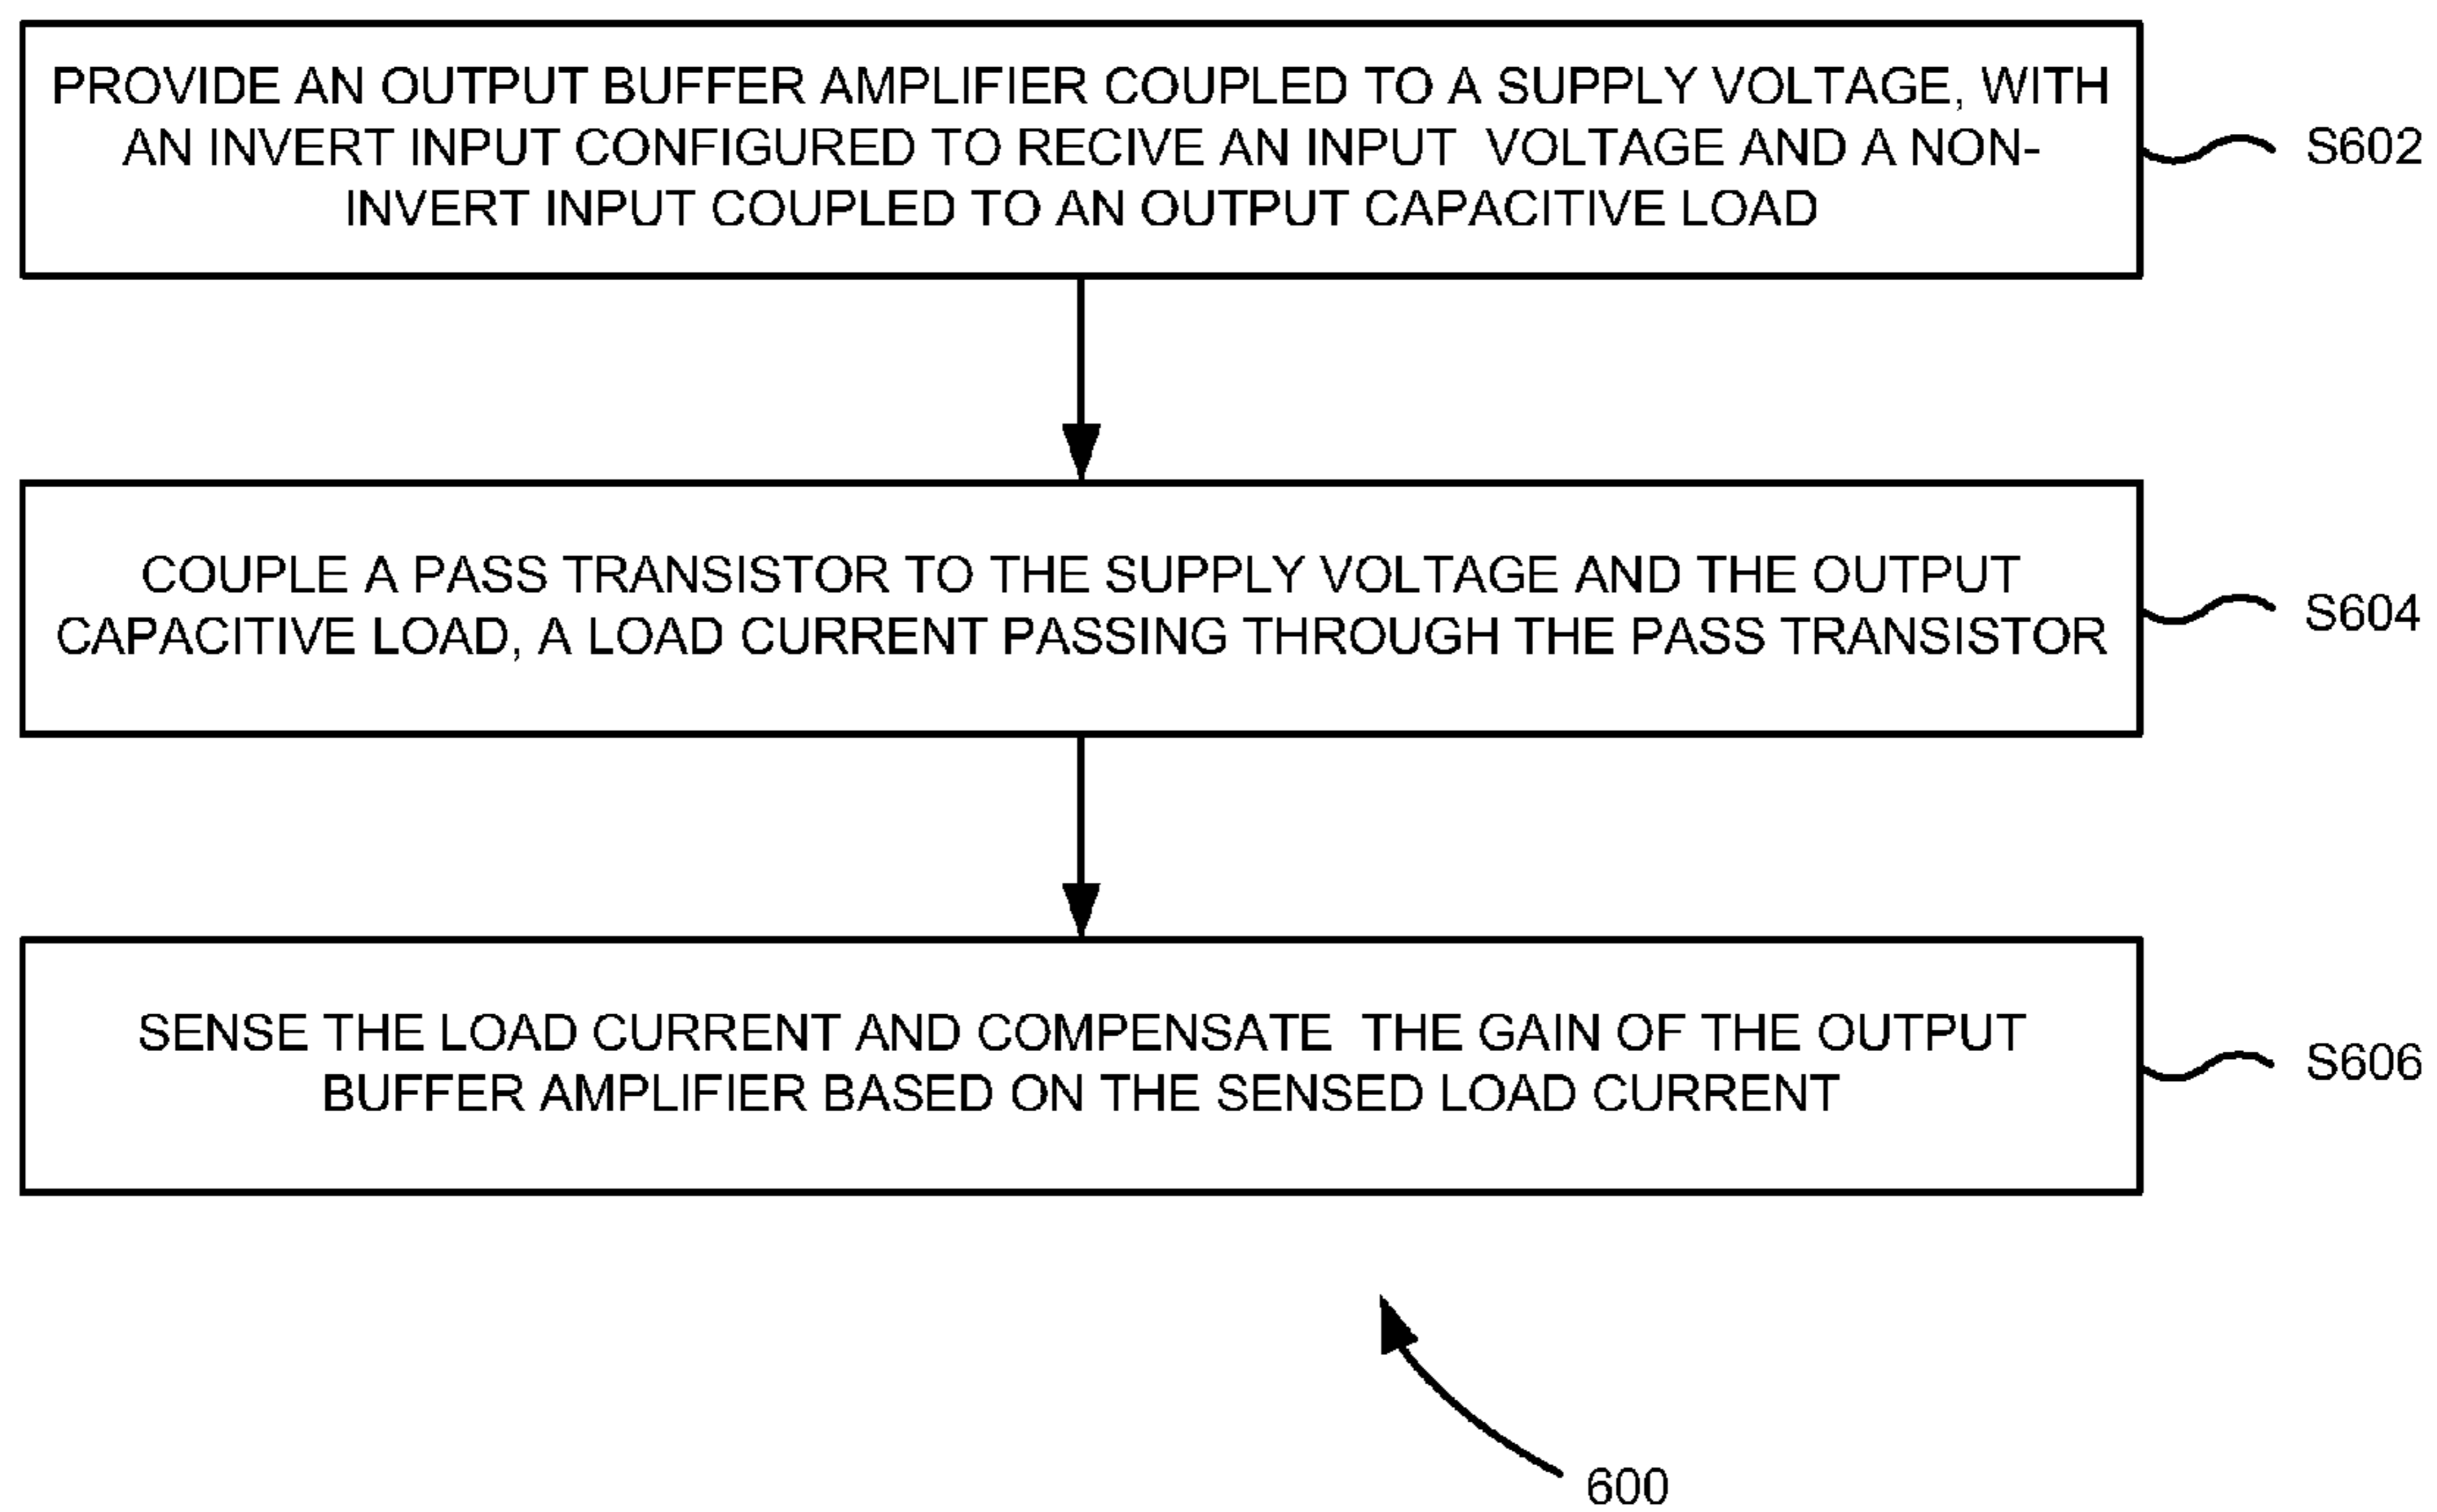 PROVIDE AN OUTPUT BUFFER AMPLIFIER COUPLED TO A SUPPLY VOLTAGE, WITH
AN INVERT INPUT CONFIGURED TO RECIVE AN INPUT VOLTAGE AND A NON-
INVERT INPUT COUPLED TO AN OUTPUT CAPACITIVE LOAD
S602
COUPLE A PASS TRANSISTOR TO THE SUPPLY VOLTAGE AND THE OUTPUT
CAPACITIVE LOAD, A LOAD CURRENT PASSING THROUGH THE PASS TRANSISTOR
S604
SENSE THE LOAD CURRENT AND COMPENSATE THE GAIN OF THE OUTPUT
BUFFER AMPLIFIER BASED ON THE SENSED LOAD CURRENT
S606
600